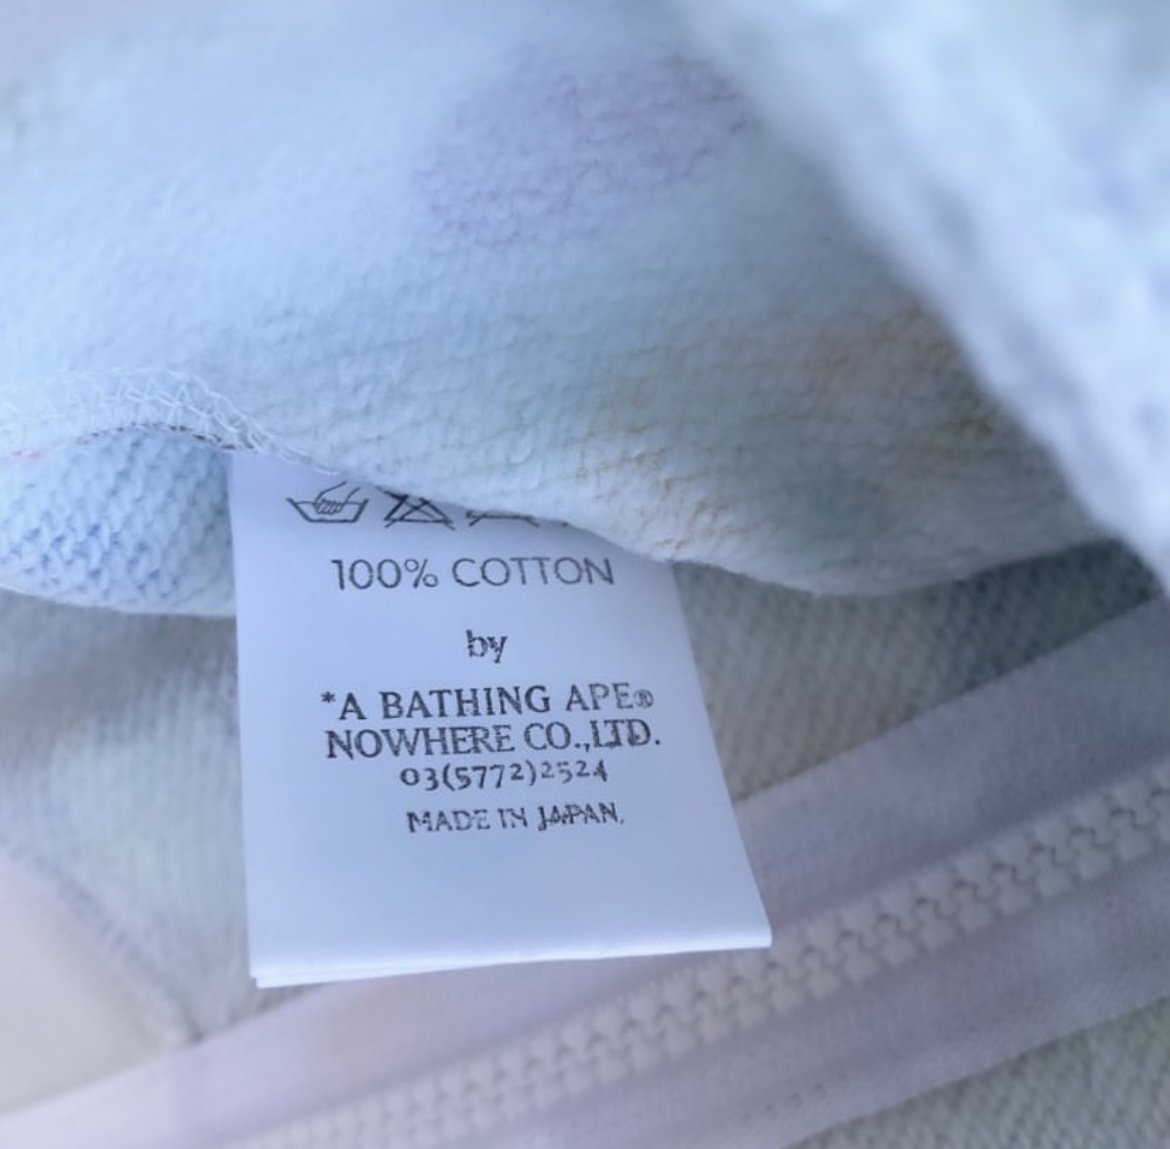 100% COTTON
by
*A BATHING APE®
NOWHERE CO.,LTD.
03(5772)2524
MADE IN JAPAN.